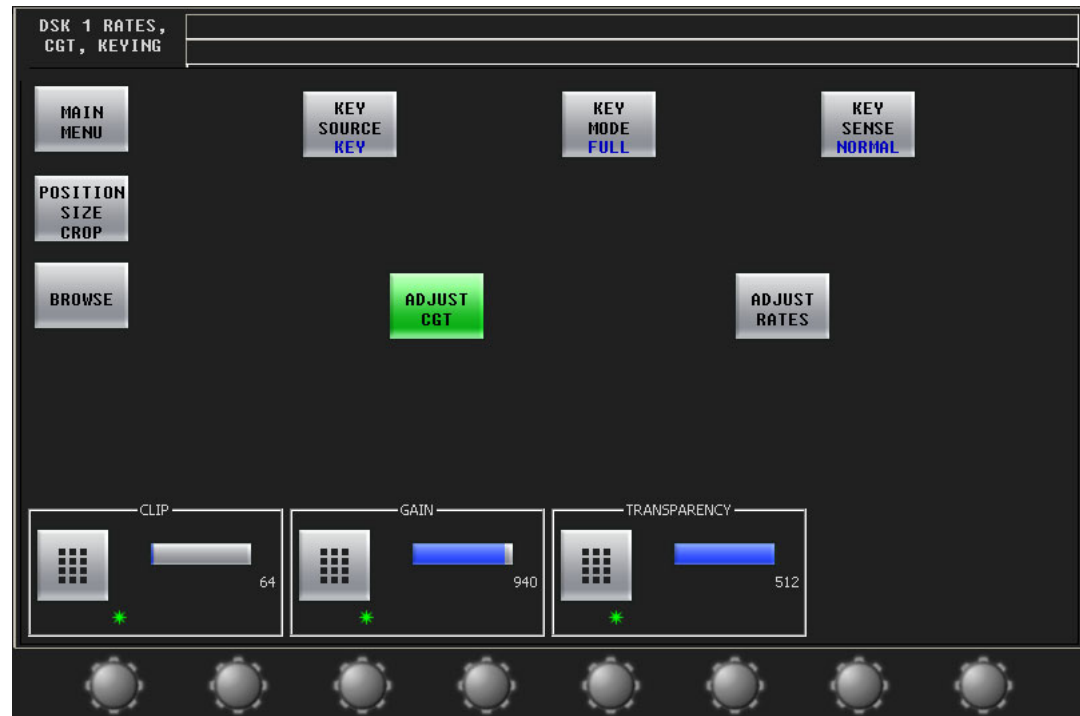 DSK 1 RATES,
CGT, KEYING
MAIN
MENU
KEY
SOURCE
KEY
KEY
MODE
FULL
KEY
SENSE
NORMAL
POSITION
SIZE
CROP
BROWSE
ADJUST
CGT
ADJUST
RATES
CLIP
64
GAIN
940
TRANSPARENCY
512